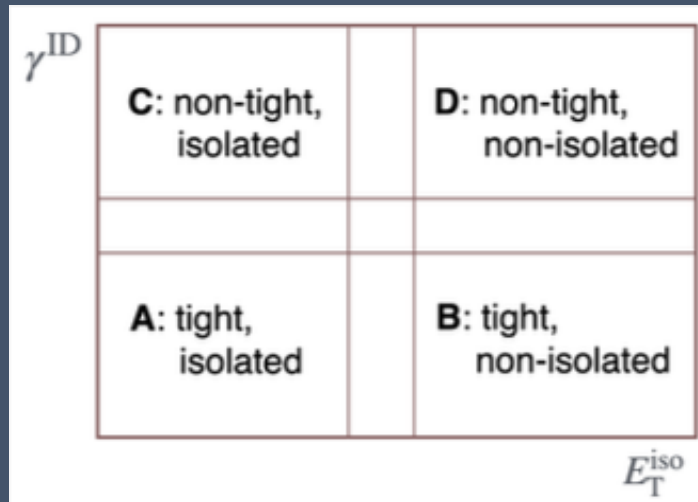 γ^ID
C: non-tight,
isolated
D: non-tight,
non-isolated
A: tight,
isolated
B: tight,
non-isolated
E_T^iso